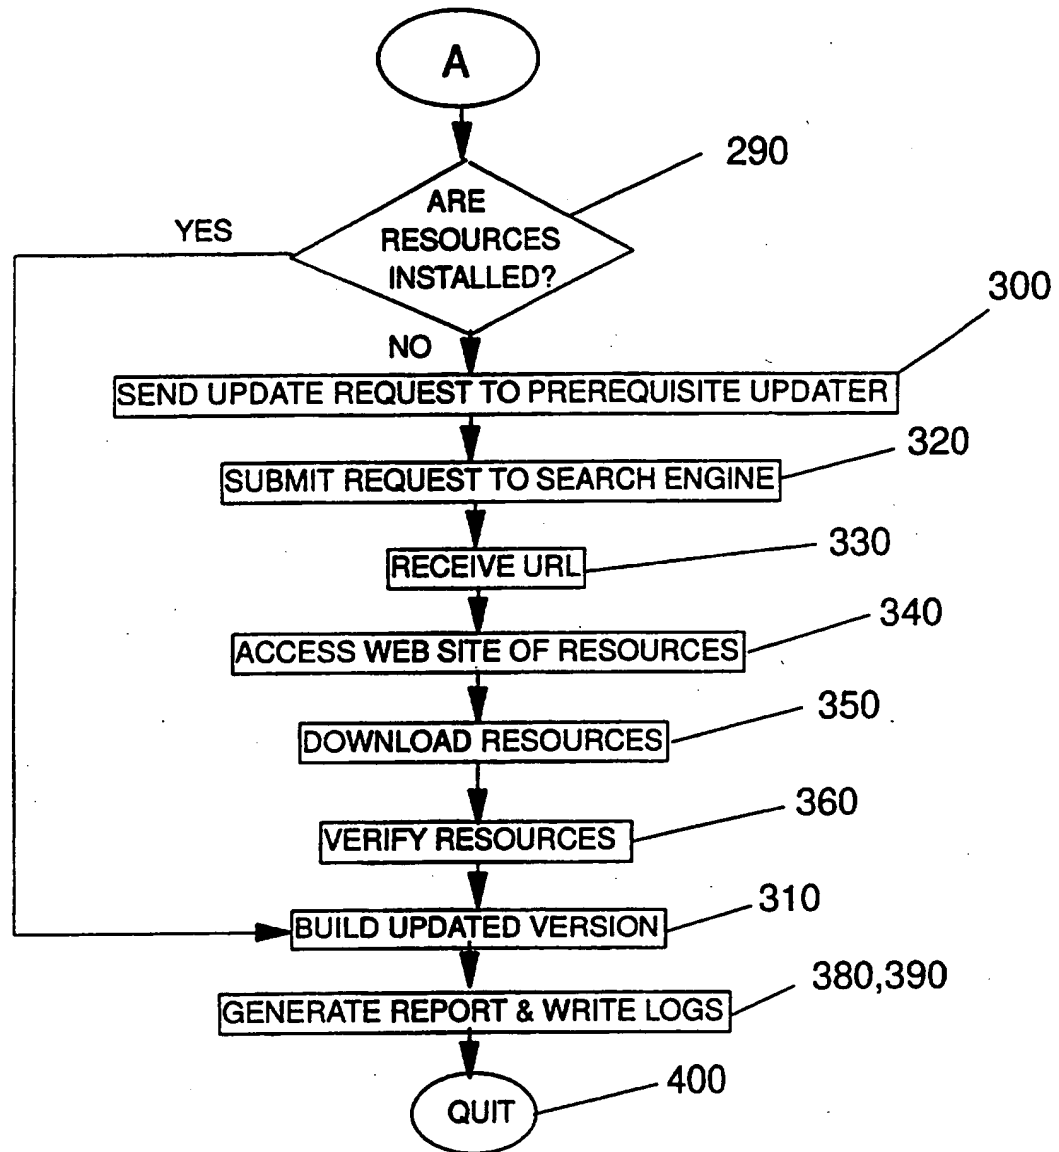 A
290
ARE
RESOURCES
INSTALLED?
YES
NO
300
SEND UPDATE REQUEST TO PREREQUISITE UPDATER
320
SUBMIT REQUEST TO SEARCH ENGINE
330
RECEIVE URL
340
ACCESS WEB SITE OF RESOURCES
350
DOWNLOAD RESOURCES
360
VERIFY RESOURCES
310
BUILD UPDATED VERSION
380,390
GENERATE REPORT & WRITE LOGS
400
QUIT